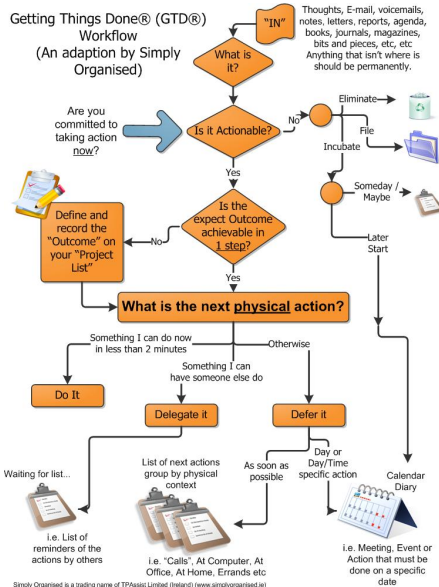 Getting Things Done® (GTD®)
Workflow
(An adaption by Simply
Organised)
"IN"
Thoughts, E-mail, voicemails,
notes, letters, reports, agenda,
books, journals, magazines,
bits and pieces, etc, etc
Anything that isn't where is
should be permanently.
What is
it?
Are you
committed to
taking action
now?
Is it Actionable?
No
Eliminate
File
Incubate
Yes
Someday /
Maybe
Later
Start
Define and
record the
"Outcome" on
your "Project
List"
No
Is the
expect Outcome
achievable in
1 step?
Yes
What is the next physical action?
Something I can do now
in less than 2 minutes
Something I can
have someone else do
Otherwise
Do It
Delegate it
Defer it
Waiting for list...
List of next actions
group by physical
context
As soon as
possible
Day or
Day/Time
specific action
Calendar
Diary
i.e. List of
reminders of the
actions by others
i.e. "Calls", At Computer, At
Office, At Home, Errands etc
i.e. Meeting, Event or
Action that must be
done on a specific
date
Simply Organised is a trading name of TPAssist Limited (Ireland) (www.simplyorganised.ie)